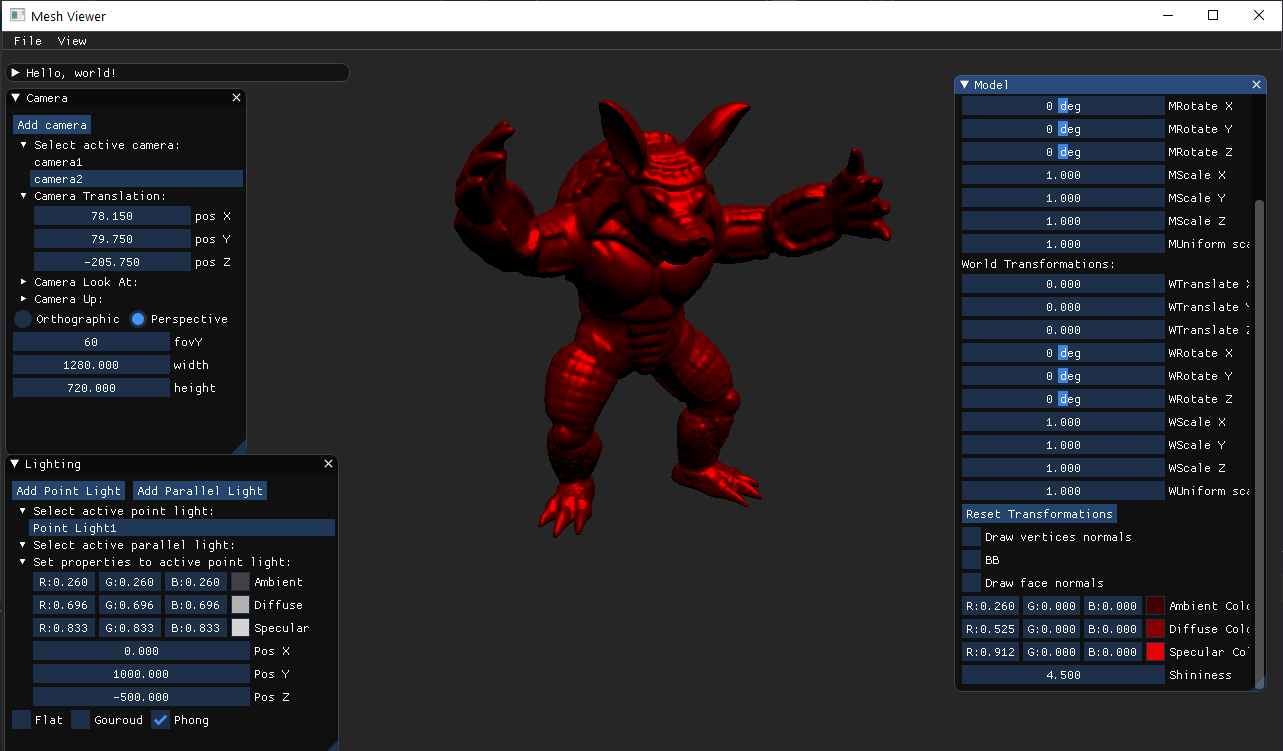 Mesh Viewer
File View
Hello, world!
Camera
Add camera
Select active camera:
camera1
camera2
Camera Translation:
78.150 pos X
79.750 pos Y
-205.750 pos Z
Camera Look At:
Camera Up:
Orthographic Perspective
60 fovY
1280.000 width
720.000 height
Lighting
Add Point Light Add Parallel Light
Select active point light:
Point Light1
Select active parallel light:
Set properties to active point light:
R:0.260 G:0.260 B:0.260 Ambient
R:0.696 G:0.696 B:0.696 Diffuse
R:0.833 G:0.833 B:0.833 Specular
0.000 Pos X
1000.000 Pos Y
-500.000 Pos Z
Flat Gouroud Phong
Model
0 deg MRotate X
0 deg MRotate Y
0 deg MRotate Z
1.000 MScale X
1.000 MScale Y
1.000 MScale Z
1.000 MUniform sca
World Transformations:
0.000 WTranslate X
0.000 WTranslate
0.000 WTranslate Z
0 deg WRotate X
0 deg WRotate Y
0 deg WRotate Z
1.000 WScale X
1.000 WScale Y
1.000 WScale Z
1.000 WUniform sca
Reset Transformations
Draw vertices normals
BB
Draw face normals
R:0.260 G:0.000 B:0.000 Ambient Colo
R:0.525 G:0.000 B:0.000 Diffuse Colo
R:0.912 G:0.000 B:0.000 Specular Co
4.500 Shininess